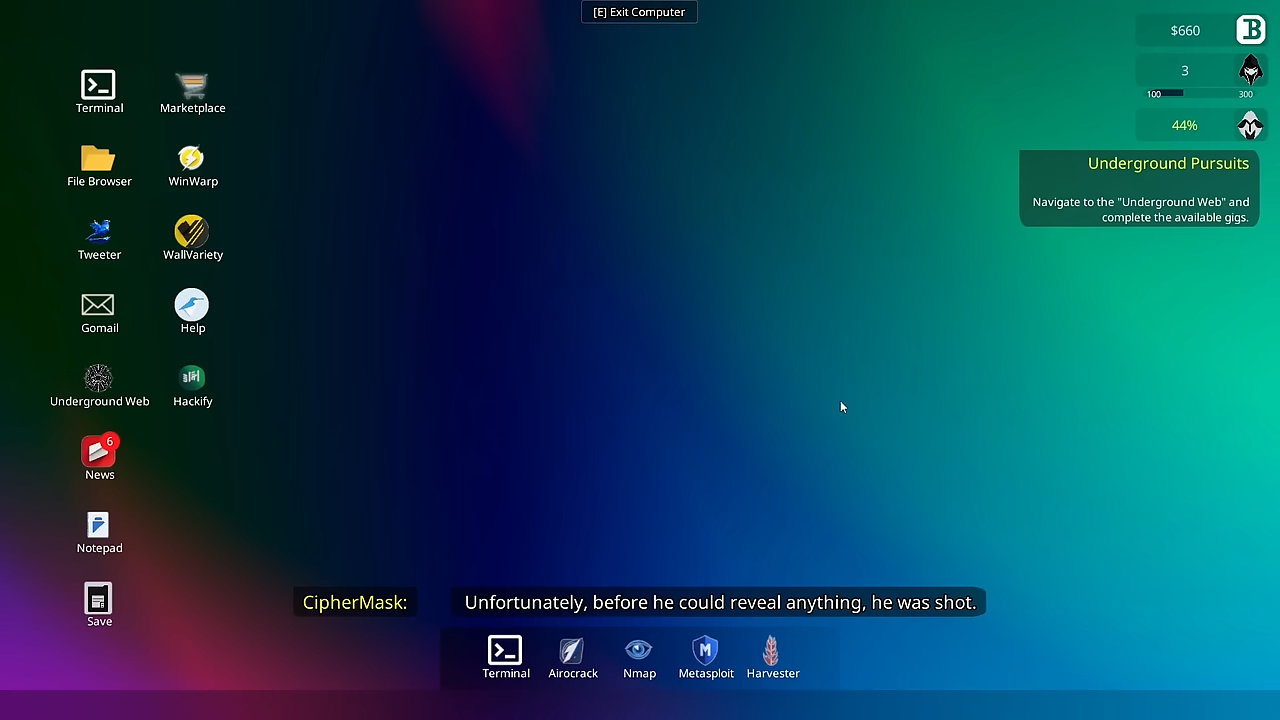 [E] Exit Computer
$660
B
3
100
300
44%
Underground Pursuits
Navigate to the "Underground Web" and
complete the available gigs.
Terminal
Marketplace
File Browser
WinWarp
Tweeter
WallVariety
Gomail
Help
Underground Web
Hackify
6
News
Notepad
Save
CipherMask:
Unfortunately, before he could reveal anything, he was shot.
M
Terminal
Airocrack
Nmap
Metasploit
Harvester